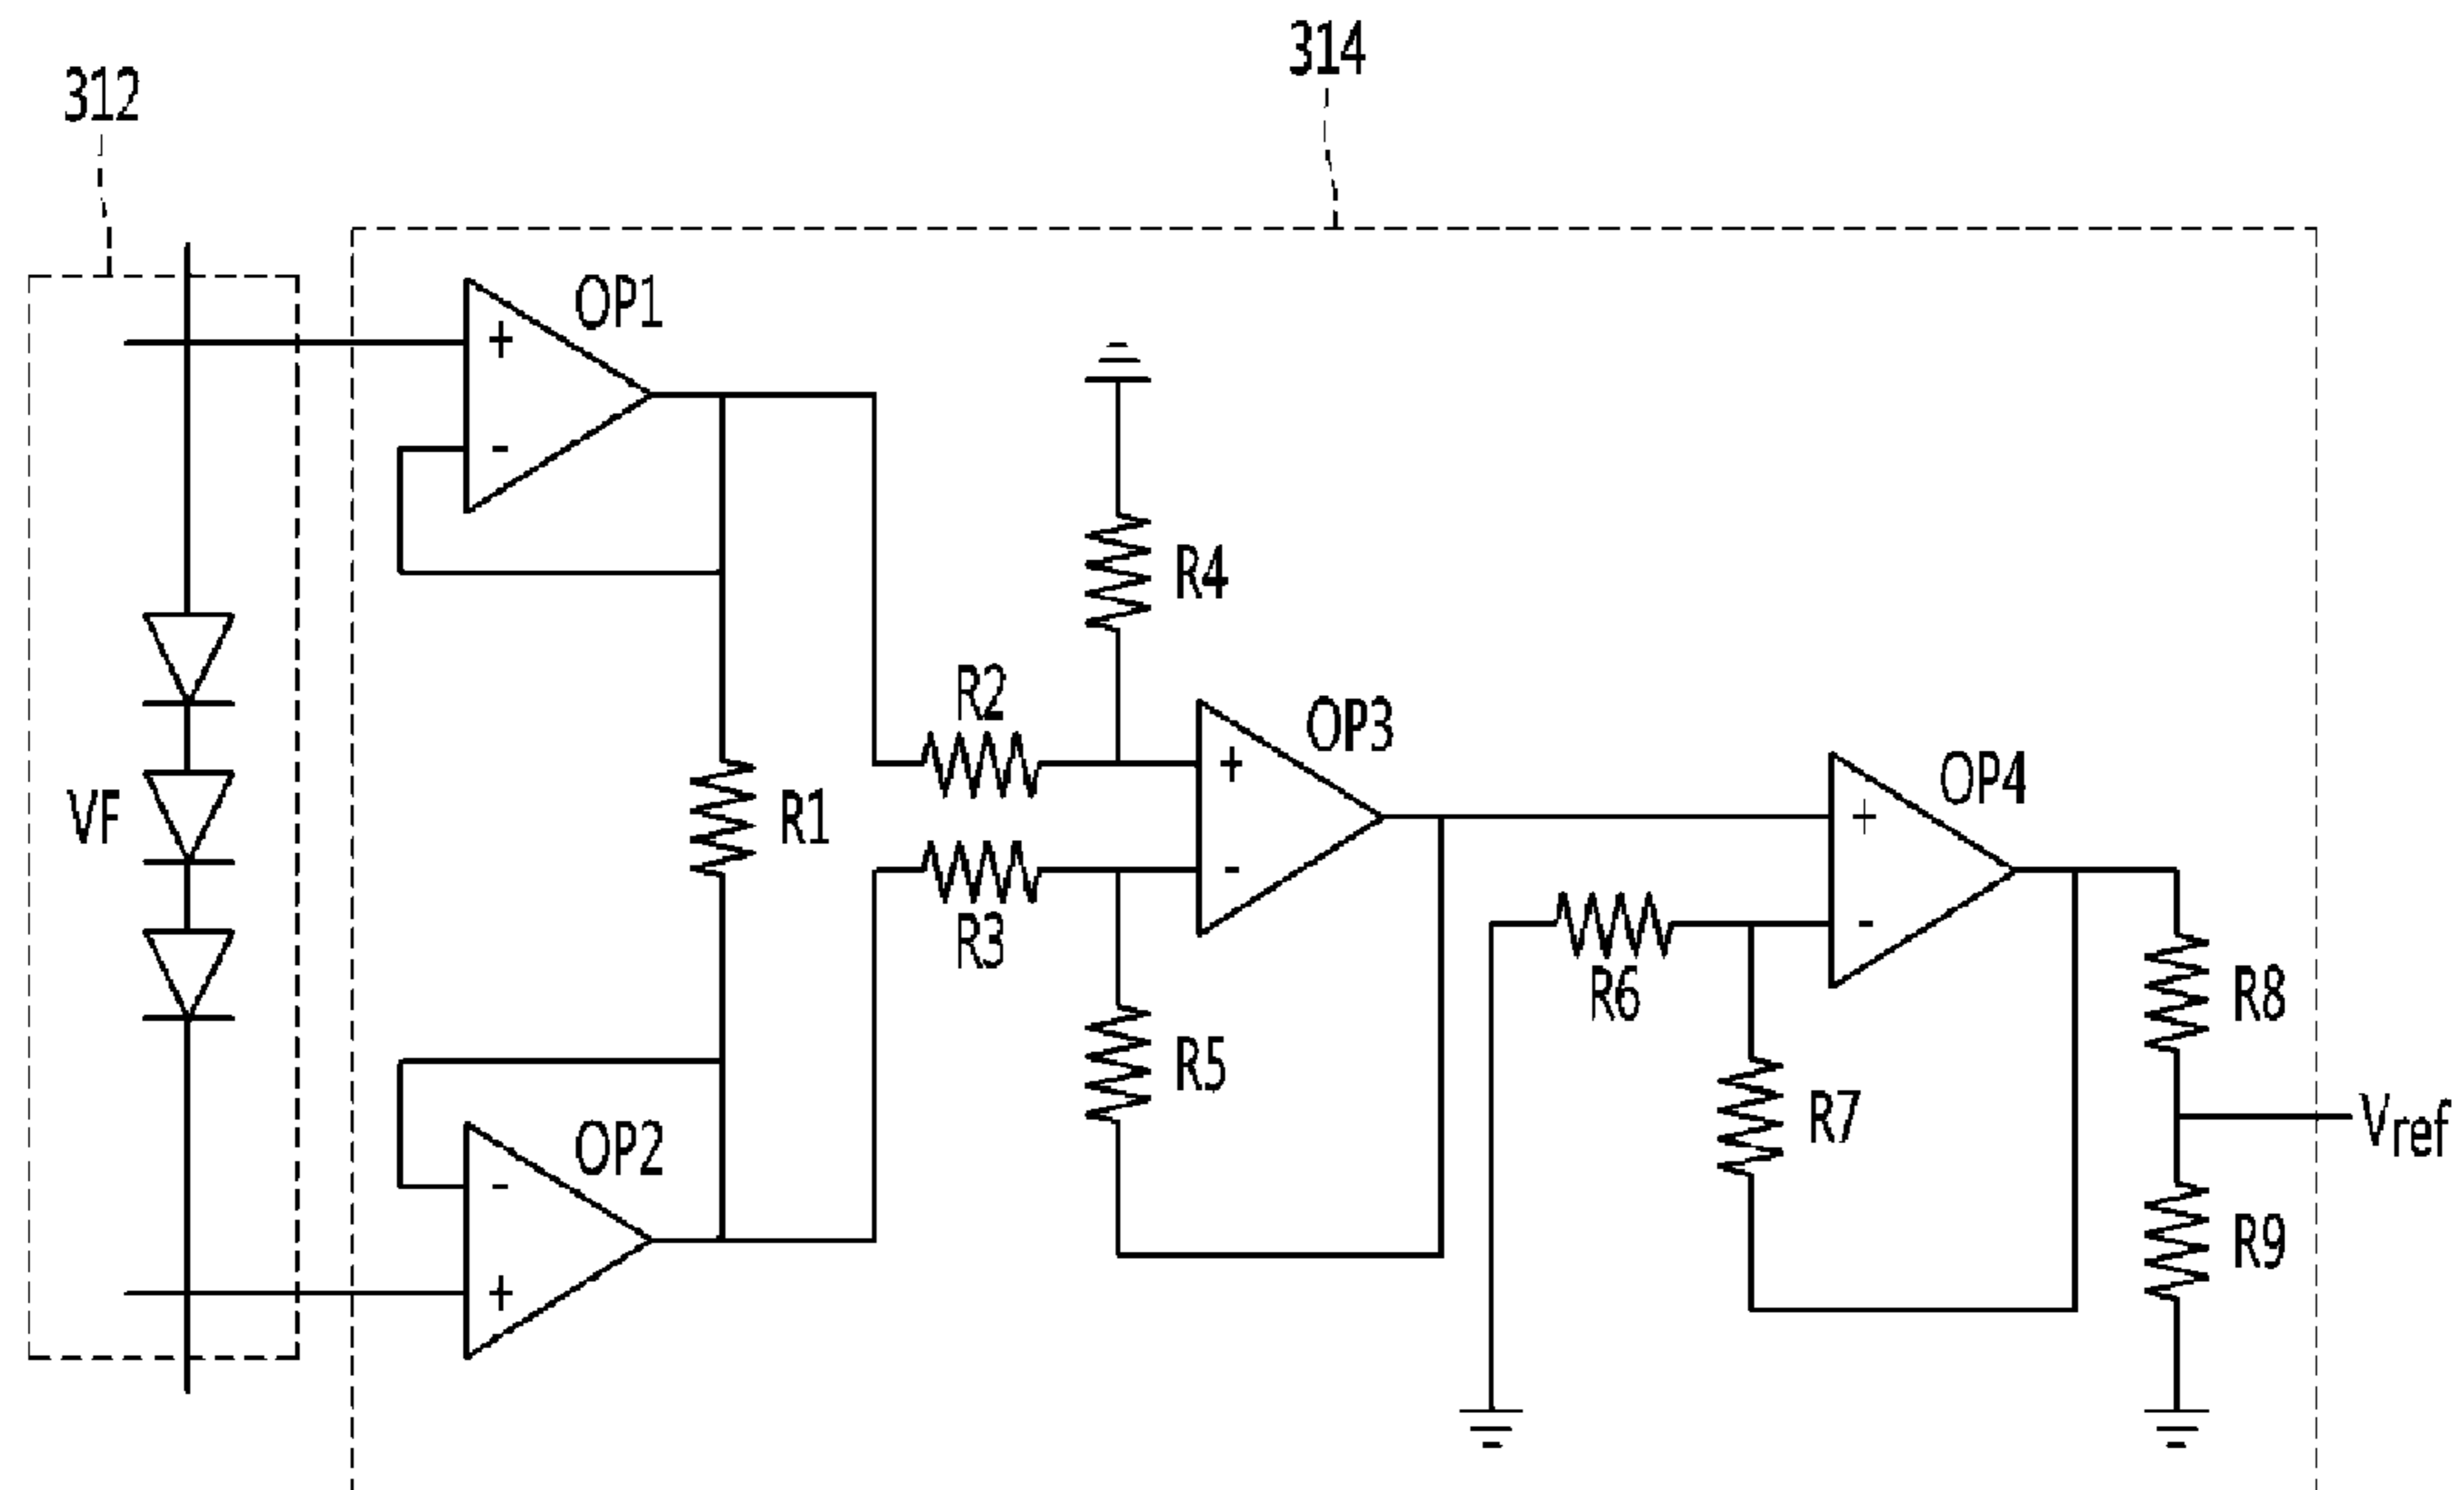 314
312
OP1
+
-
R4
R2
OP3
+
OP4
VF
R1
+
-
R3
-
R6
R8
R5
R7
Vref
OP2
-
R9
+